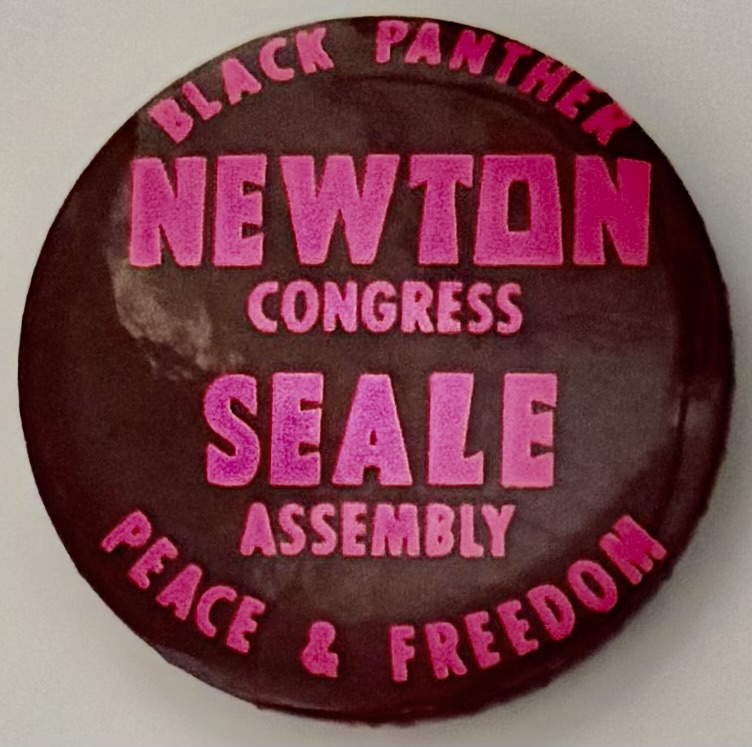 BLACK PANTHER
NEWTON
CONGRESS
SEALE
ASSEMBLY
PEACE & FREEDOM